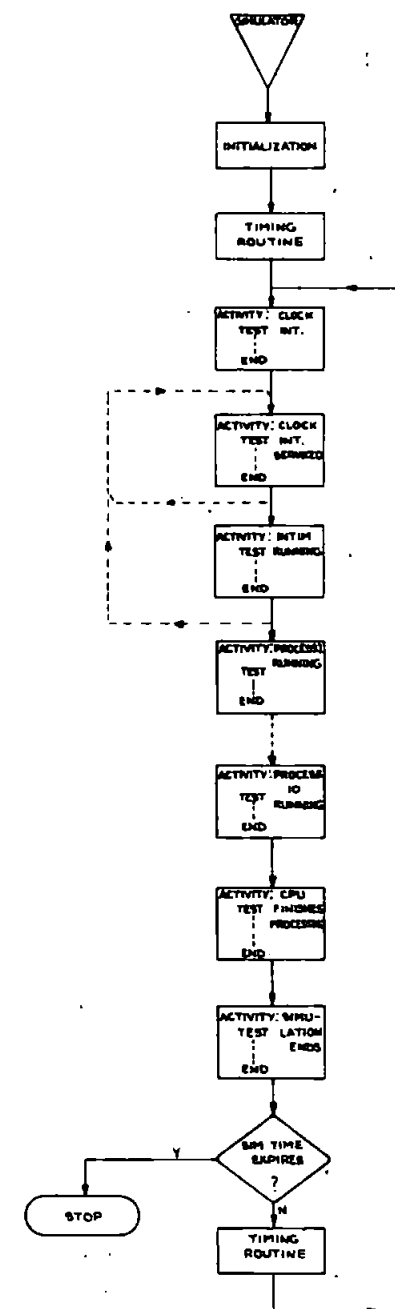 SIMULATOR
INITIALIZATION
TIMING
ROUTINE
ACTIVITY: CLOCK
TEST INT.
END
ACTIVITY: CLOCK
TEST INT.
SERVICED
END
ACTIVITY: INTIM
TEST RUNNING
END
ACTIVITY: PROCESS1
TEST RUNNING
END
ACTIVITY: PROCESS
TEST 10
RUNNING
END
ACTIVITY: CPU
TEST FINISHES
PROCESSING
END
ACTIVITY: SIMU-
TEST LATION
ENDS
END
SIM TIME
EXPIRES
?
Y
N
STOP
TIMING
ROUTINE